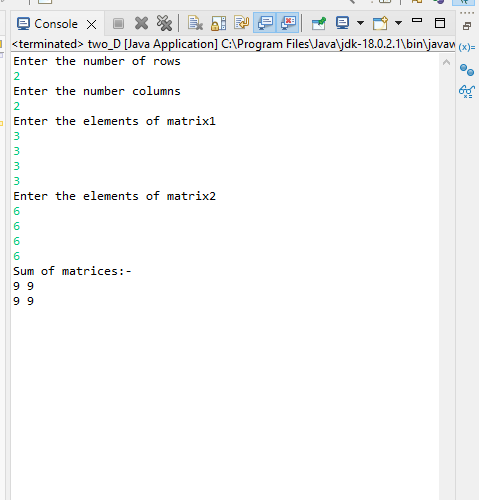 Console
<terminated> two_D [Java Application] C:\Program Files\Java\jdk-18.0.2.1\bin\javaw
Enter the number of rows
2
Enter the number columns
2
Enter the elements of matrix1
3
3
3
3
Enter the elements of matrix2
6
6
6
6
Sum of matrices:-
9 9
9 9